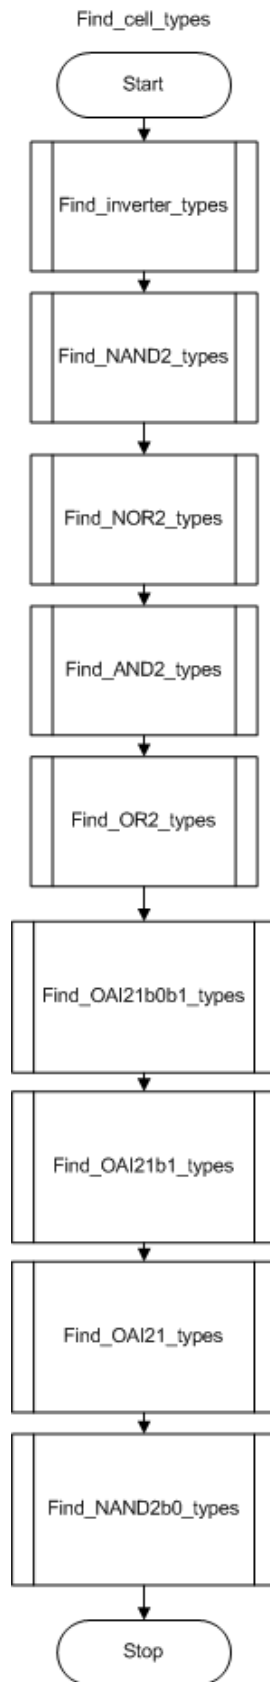 Find_cell_types
Start
Find_inverter_types
Find_NAND2_types
Find_NOR2_types
Find_AND2_types
Find_OR2_types
Find_OAI21b0b1_types
Find_OAI21b1_types
Find_OAI21_types
Find_NAND2b0_types
Stop